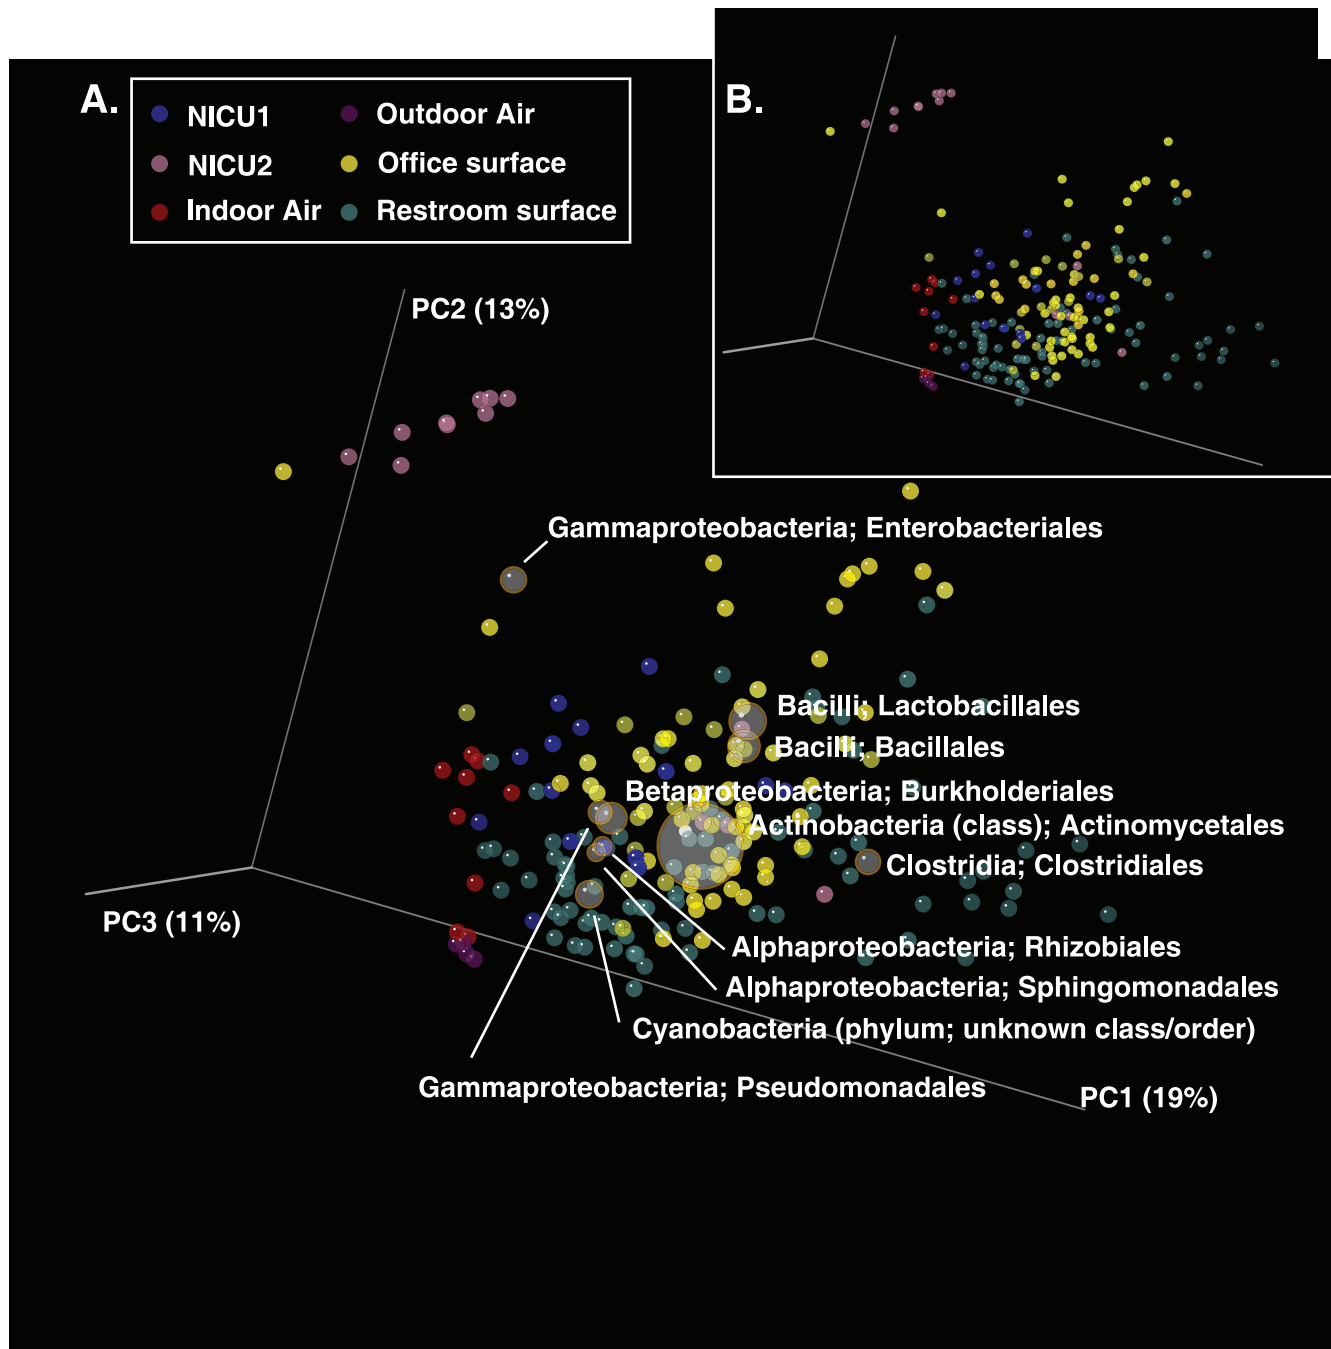 A.
NICU1
Outdoor Air
NICU2
Office surface
Indoor Air
Restroom surface
B.
PC2 (13%)
Gammaproteobacteria; Enterobacteriales
Bacilli; Lactobacillales
Bacilli; Bacillales
Betaproteobacteria; Burkholderiales
Actinobacteria (class); Actinomycetales
Clostridia; Clostridiales
PC3 (11%)
Alphaproteobacteria; Rhizobiales
Alphaproteobacteria; Sphingomonadales
Cyanobacteria (phylum; unknown class/order)
Gammaproteobacteria; Pseudomonadales
PC1 (19%)